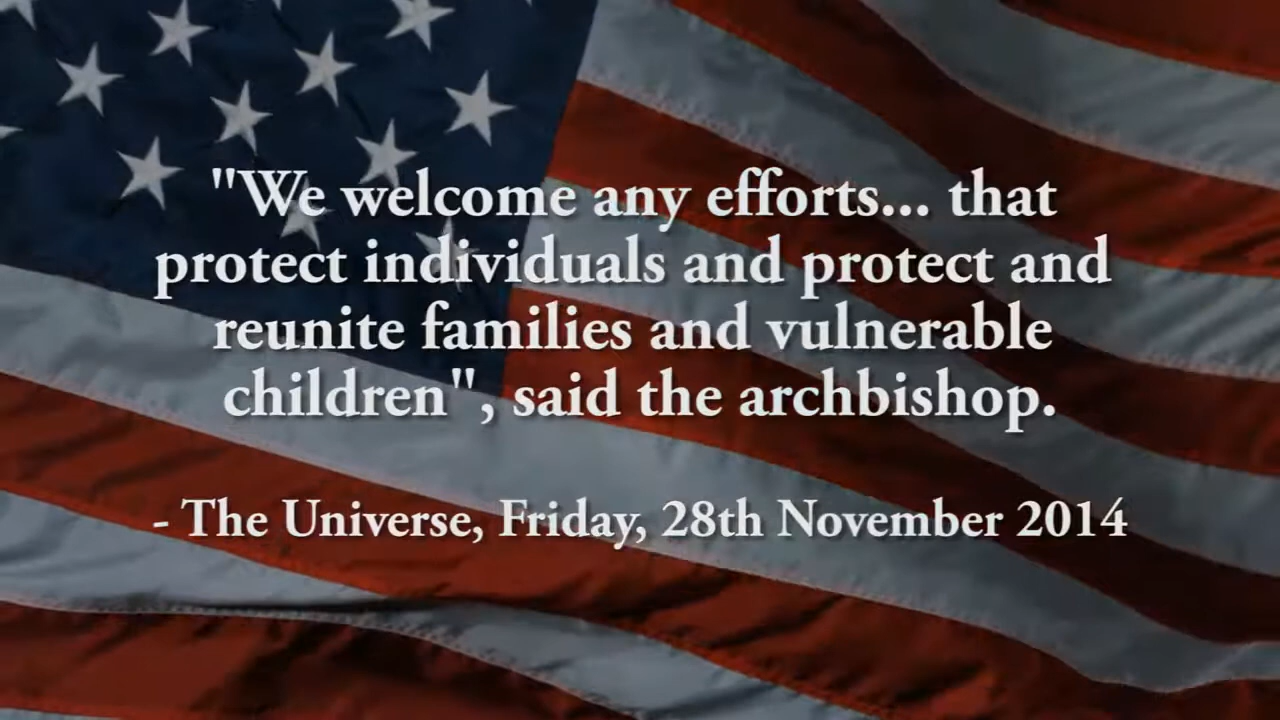 "We welcome any efforts... that
protect individuals and protect and
reunite families and vulnerable
children", said the archbishop.
- The Universe, Friday, 28th November 2014